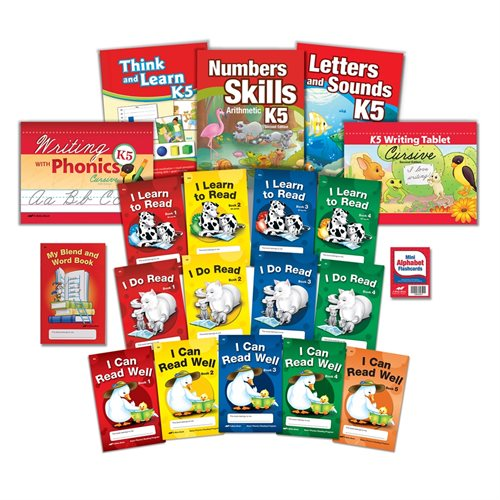 Think
and Learn
K5
Numbers
Skills
Arithmetic K5
Second Edition
Letters
and Sounds
K5
Writing
with Phonics
K5
Cursive
Aa Bb Cc
K5 Writing Tablet
Cursive
Second Edition
I love
writing!
I Learn
to Read
Book 1
I Learn
to Read
Book 2
I Learn
to Read
Book 3
I Learn
to Read
Book 4
My Blend and
Word Book
I Do Read
Book 1
I Do Read
Book 2
I Do Read
Book 3
I Do Read
Book 4
Mini
Alphabet
Flashcards
I Can
Read Well
Book 1
I Can
Read Well
Book 2
I Can
Read Well
Book 3
I Can
Read Well
Book 4
I Can
Read Well
Book 5